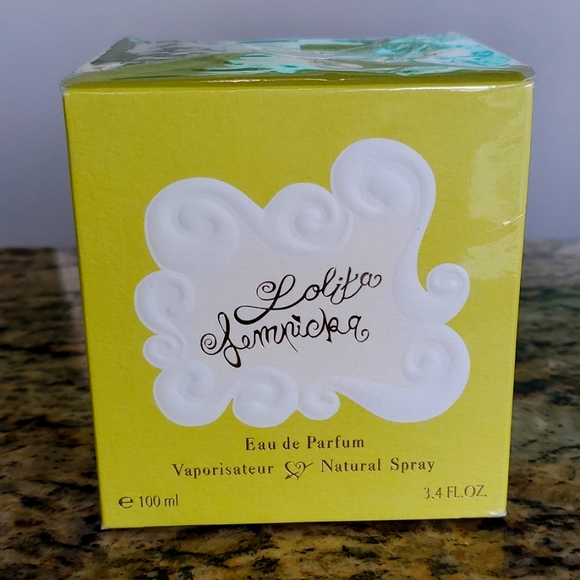 Lolita
Lempicka
Eau de Parfum
Vaporisateur Natural Spray
℮ 100 ml
3.4 FL.OZ.